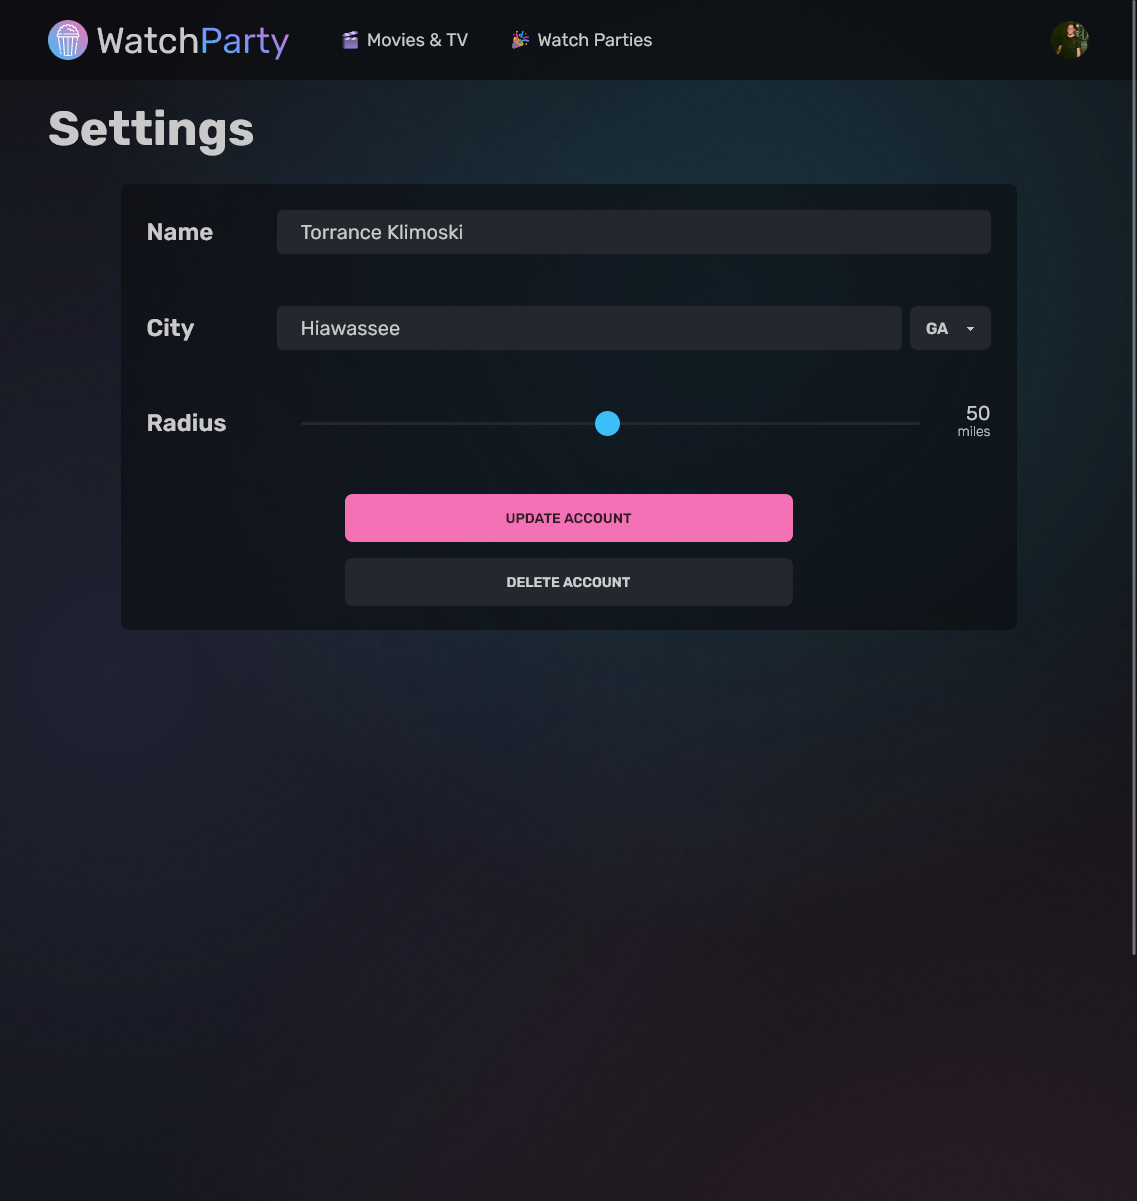 WatchParty
Movies & TV
Watch Parties
Settings
Name
Torrance Klimoski
City
Hiawassee
GA
Radius
50
miles
UPDATE ACCOUNT
DELETE ACCOUNT